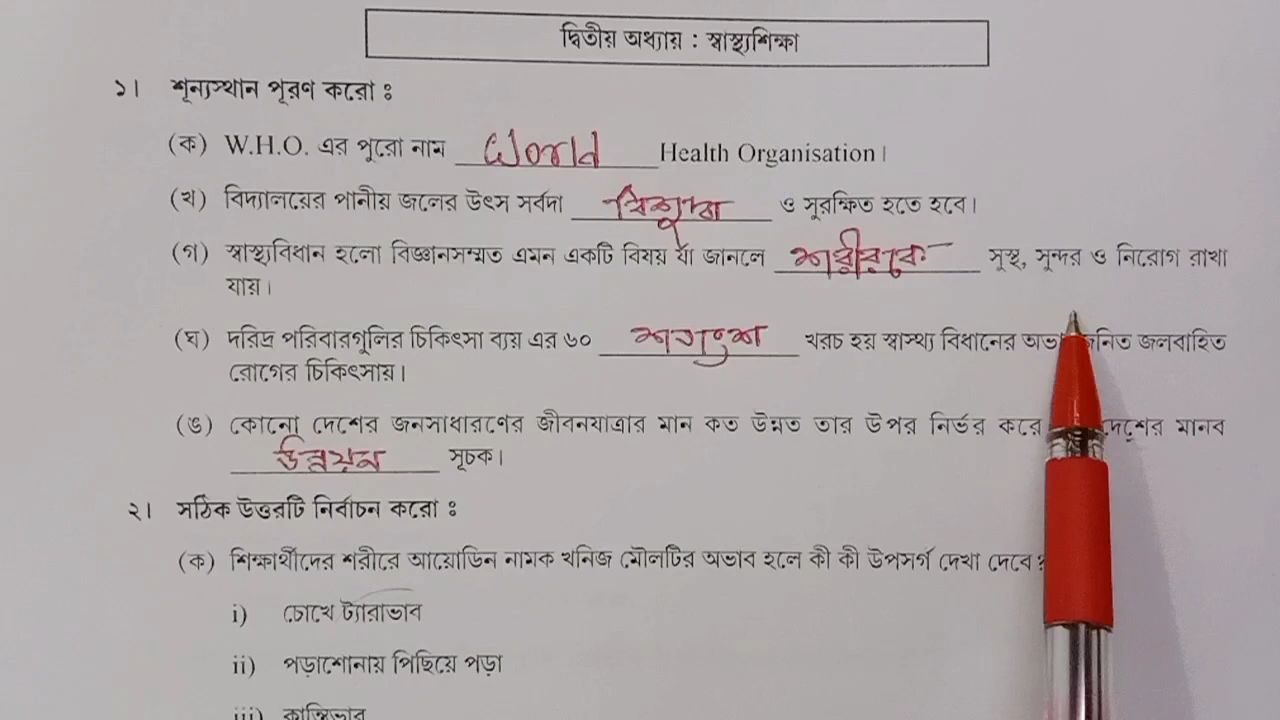 দ্বিতীয় অধ্যায় : স্বাস্থ্যশিক্ষা
১। শূন্যস্থান পূরণ করো :
(ক) W.H.O. এর পুরো নাম World Health Organisation।
(খ) বিদ্যালয়ের পানীয় জলের উৎস সর্বদা বিশুদ্ধ ও সুরক্ষিত হতে হবে।
(গ) স্বাস্থ্যবিধান হলো বিজ্ঞানসম্মত এমন একটি বিষয় যা জানলে শরীরকে সুস্থ, সুন্দর ও নিরোগ রাখা
যায়।
(ঘ) দরিদ্র পরিবারগুলির চিকিৎসা ব্যয় এর ৬০ শতাংশ খরচ হয় স্বাস্থ্য বিধানের জলবাহিত
রোগের চিকিৎসায়।
(ঙ) কোনো দেশের জনসাধারণের জীবনযাত্রার মান কত উন্নত তার উপর নির্ভর করে দেশের মানব
উন্নয়ন সূচক।
২। সঠিক উত্তরটি নির্বাচন করো :
(ক) শিক্ষার্থীদের শরীরে আয়োডিন নামক খনিজ মৌলটির অভাব হলে কী কী উপসর্গ দেখা দেবে?
i) চোখে ট্যারাভাব
ii) পড়াশোনায় পিছিয়ে পড়া
iii)